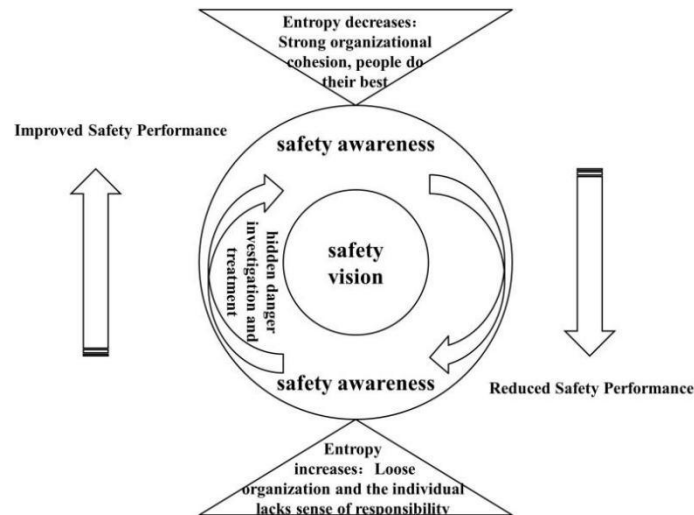 Entropy decreases：
Strong organizational
cohesion, people do
their best
Improved Safety Performance
safety awareness
hidden danger
investigation and
treatment
safety
vision
safety awareness
Reduced Safety Performance
Entropy
increases： Loose
organization and the individual
lacks sense of responsibility